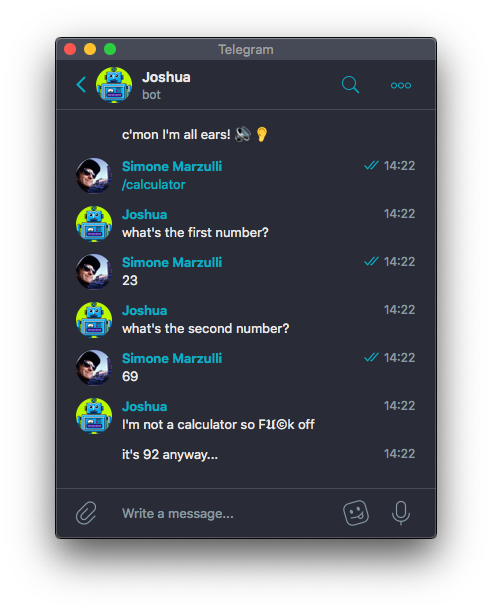 Telegram
Joshua
bot
c'mon I'm all ears! 🔊👂
Simone Marzulli 14:22
/calculator
Joshua 14:22
what's the first number?
Simone Marzulli 14:22
23
Joshua 14:22
what's the second number?
Simone Marzulli 14:22
69
Joshua 14:22
I'm not a calculator so F𝖀©k off
it's 92 anyway... 14:22
Write a message...